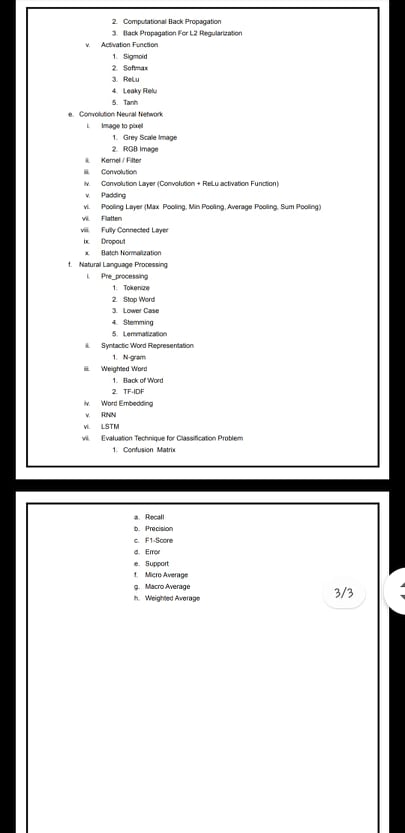 2. Computational Back Propagation
3. Back Propagation For L2 Regularization
v. Activation Function
1. Sigmoid
2. Softmax
3. ReLu
4. Leaky Relu
5. Tanh
e. Convolution Neural Network
i. Image to pixel
1. Grey Scale Image
2. RGB Image
ii. Kernel / Filter
iii. Convolution
iv. Convolution Layer (Convolution + ReLu activation Function)
v. Padding
vi. Pooling Layer (Max Pooling, Min Pooling, Average Pooling, Sum Pooling)
vii. Flatten
viii. Fully Connected Layer
ix. Dropout
x. Batch Normalization
f. Natural Language Processing
i. Pre_processing
1. Tokenize
2. Stop Word
3. Lower Case
4. Stemming
5. Lemmatization
ii. Syntactic Word Representation
1. N-gram
iii. Weighted Word
1. Back of Word
2. TF-IDF
iv. Word Embedding
v. RNN
vi. LSTM
vii. Evaluation Technique for Classification Problem
1. Confusion Matrix
a. Recall
b. Precision
c. F1-Score
d. Error
e. Support
f. Micro Average
g. Macro Average
h. Weighted Average
3/3